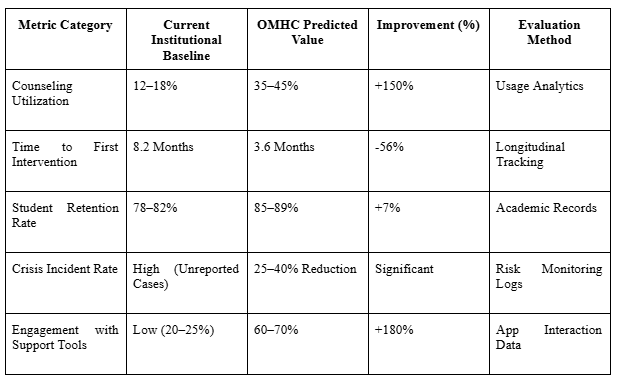 Metric Category Current Institutional Baseline OMHC Predicted Value Improvement (%) Evaluation Method
Counseling Utilization 12–18% 35–45% +150% Usage Analytics
Time to First Intervention 8.2 Months 3.6 Months -56% Longitudinal Tracking
Student Retention Rate 78–82% 85–89% +7% Academic Records
Crisis Incident Rate High (Unreported Cases) 25–40% Reduction Significant Risk Monitoring Logs
Engagement with Support Tools Low (20–25%) 60–70% +180% App Interaction Data